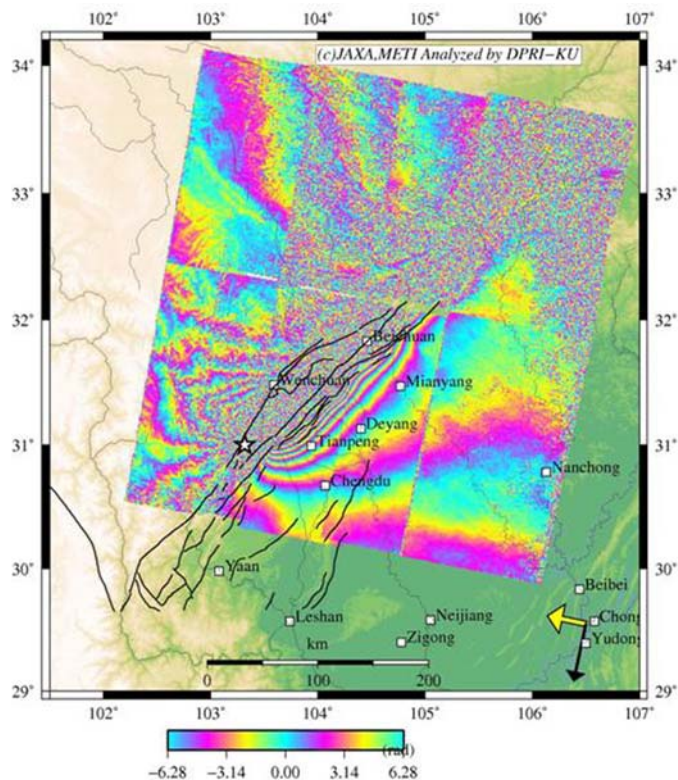 102° 103° 104° 105° 106° 107°
34° (c)JAXA,METI Analyzed by DPRI-KU 34°
33° 33°
32° 32°
Beichuan
Wenchuan
Mianyang
Deyang
31° Tianpeng 31°
Nanchong
Chengdu
30° Yaan 30°
Beibei
Leshan Neijiang Chong
Zigong Yudong
km
0 100 200
29° 29°
102° 103° 104° 105° 106° 107°
(rad)
−6.28 −3.14 0.00 3.14 6.28